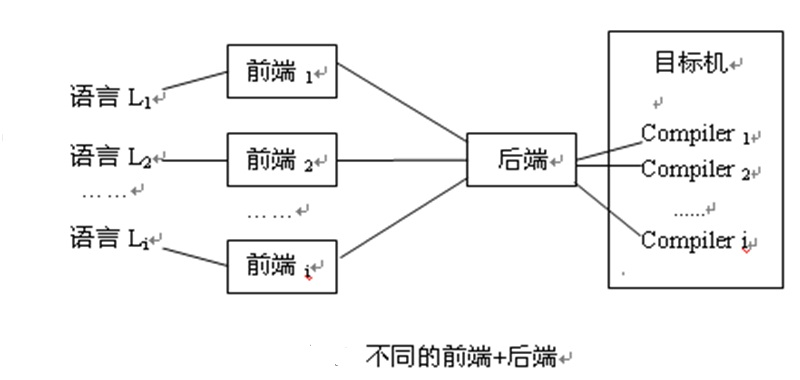 前端 1
目标机
语言 L1
Compiler 1
语言 L2
前端 2
后端
Compiler 2
……
……
......
语言 Li
前端 i
Compiler i
不同的前端+后端